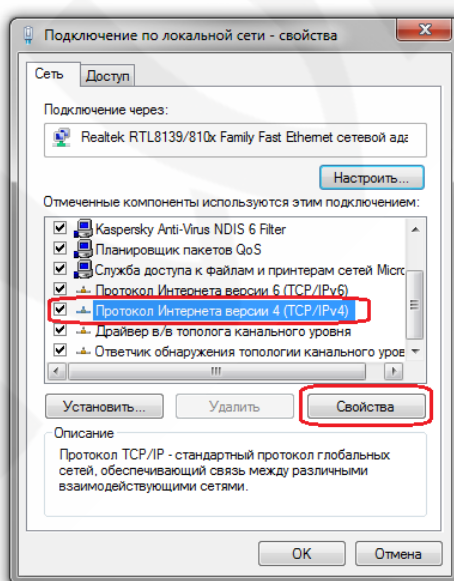 Подключение по локальной сети - свойства
Сеть Доступ
Подключение через:
Realtek RTL8139/810x Family Fast Ethernet сетевой ада
Настроить...
Отмеченные компоненты используются этим подключением:
Kaspersky Anti-Virus NDIS 6 Filter
Планировщик пакетов QoS
Служба доступа к файлам и принтерам сетей Micro
Протокол Интернета версии 6 (TCP/IPv6)
Протокол Интернета версии 4 (TCP/IPv4)
Драйвер в/в тополога канального уровня
Ответчик обнаружения топологии канального уров
Установить... Удалить Свойства
Описание
Протокол TCP/IP - стандартный протокол глобальных
сетей, обеспечивающий связь между различными
взаимодействующими сетями.
OK Отмена